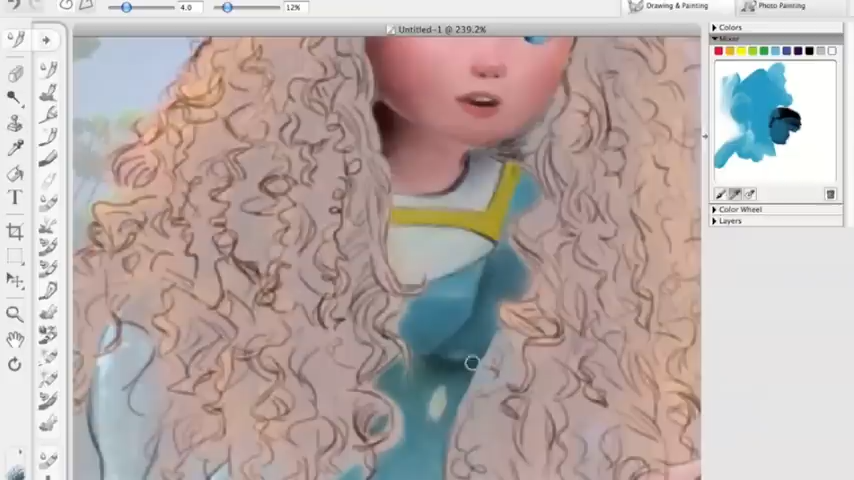 4.0
12%
Drawing & Painting
Photo Painting
Untitled-1 @ 239.2%
Colors
Mixer
T
Color Wheel
Layers